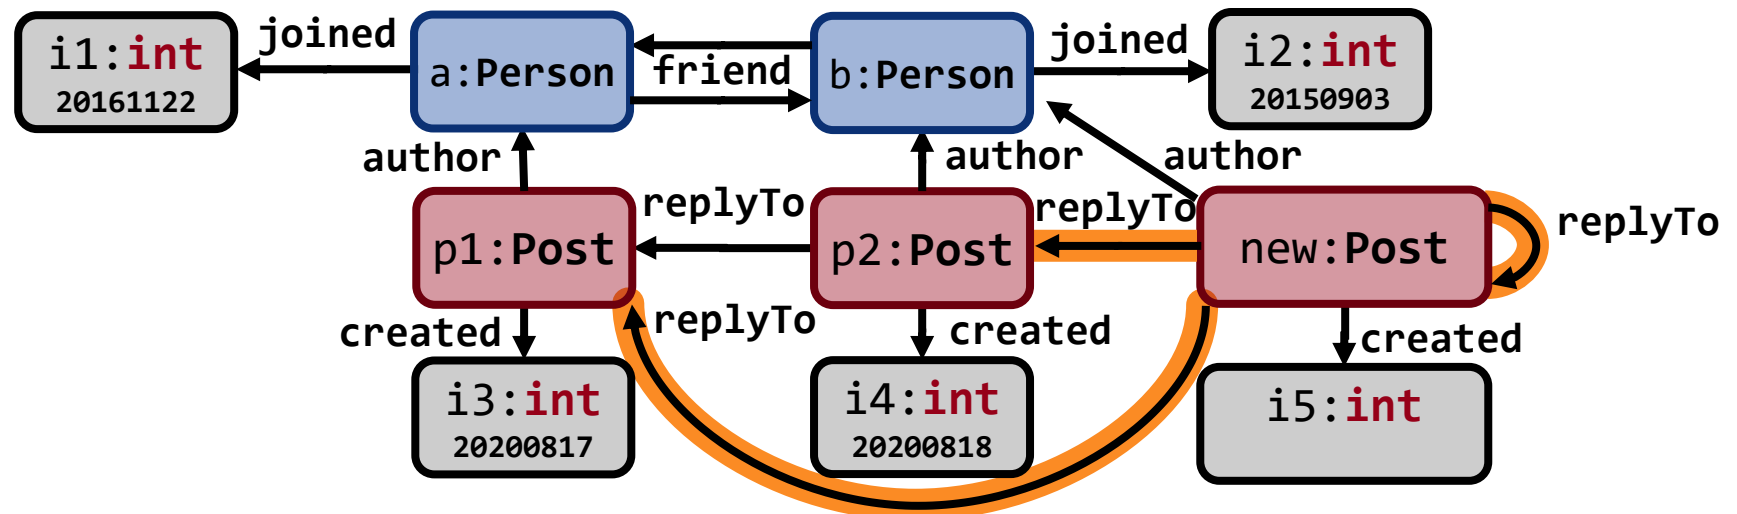 i1:int
20161122
joined
a:Person
friend
b:Person
joined
i2:int
20150903
author
author
author
p1:Post
replyTo
p2:Post
replyTo
new:Post
replyTo
created
replyTo
created
created
i3:int
20200817
i4:int
20200818
i5:int